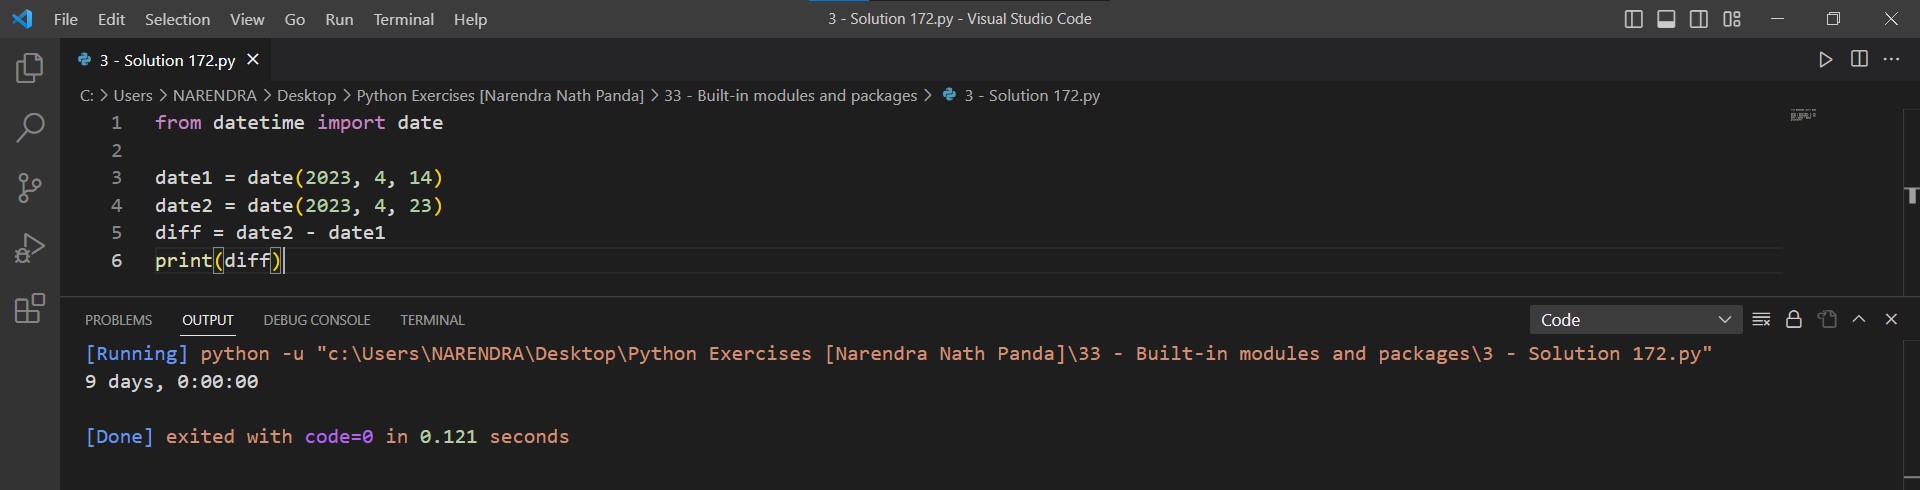 File Edit Selection View Go Run Terminal Help 3 - Solution 172.py - Visual Studio Code
3 - Solution 172.py
C: > Users > NARENDRA > Desktop > Python Exercises [Narendra Nath Panda] > 33 - Built-in modules and packages > 3 - Solution 172.py
1 from datetime import date
2
3 date1 = date(2023, 4, 14)
4 date2 = date(2023, 4, 23)
5 diff = date2 - date1
6 print(diff)
PROBLEMS OUTPUT DEBUG CONSOLE TERMINAL Code
[Running] python -u "c:\Users\NARENDRA\Desktop\Python Exercises [Narendra Nath Panda]\33 - Built-in modules and packages\3 - Solution 172.py"
9 days, 0:00:00
[Done] exited with code=0 in 0.121 seconds